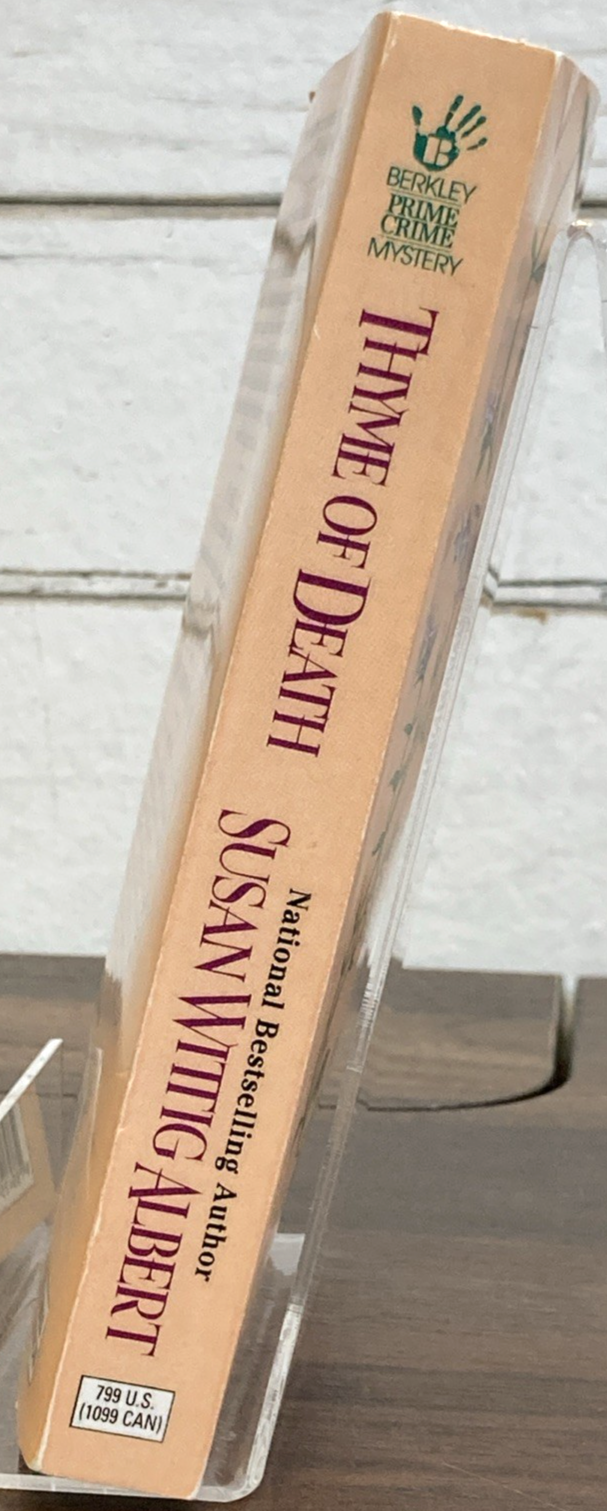 B
BERKLEY
PRIME
CRIME
MYSTERY
THYME OF DEATH
National Bestselling Author
SUSAN WITTIG ALBERT
799 U.S.
(1099 CAN)